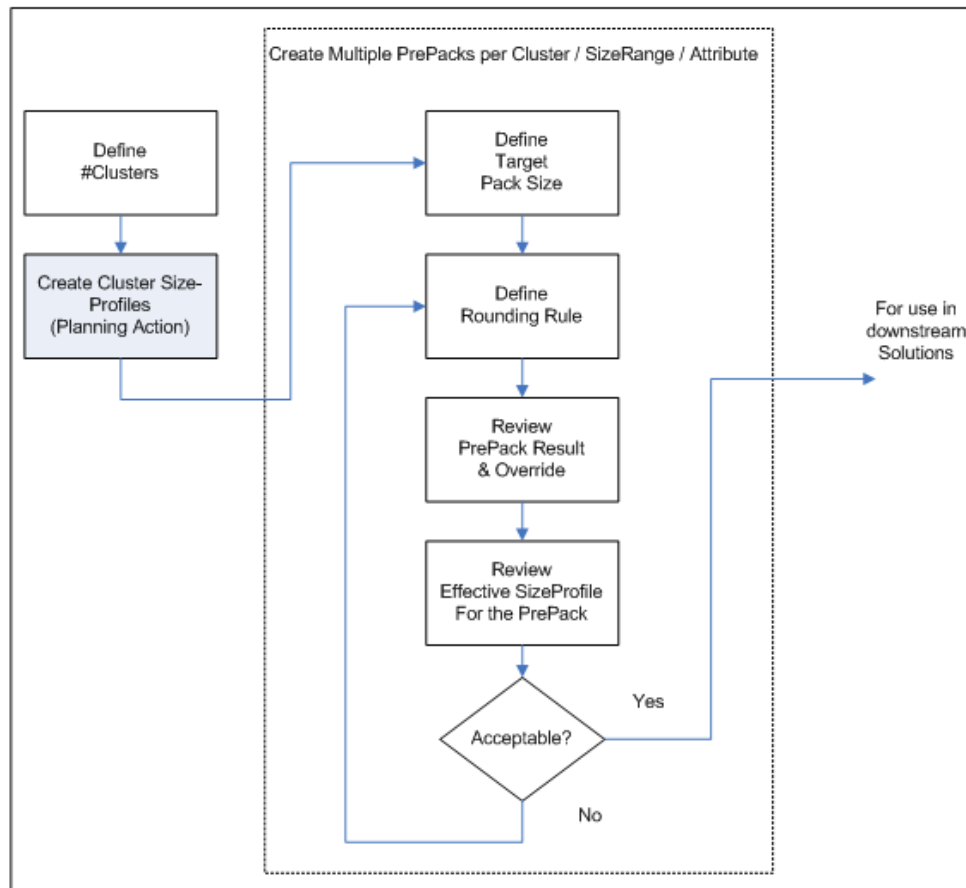 Create Multiple PrePacks per Cluster / SizeRange / Attribute
Define
#Clusters
Create Cluster Size-
Profiles
(Planning Action)
Define
Target
Pack Size
Define
Rounding Rule
Review
PrePack Result
& Override
Review
Effective SizeProfile
For the PrePack
Acceptable?
Yes
No
For use in
downstream
Solutions